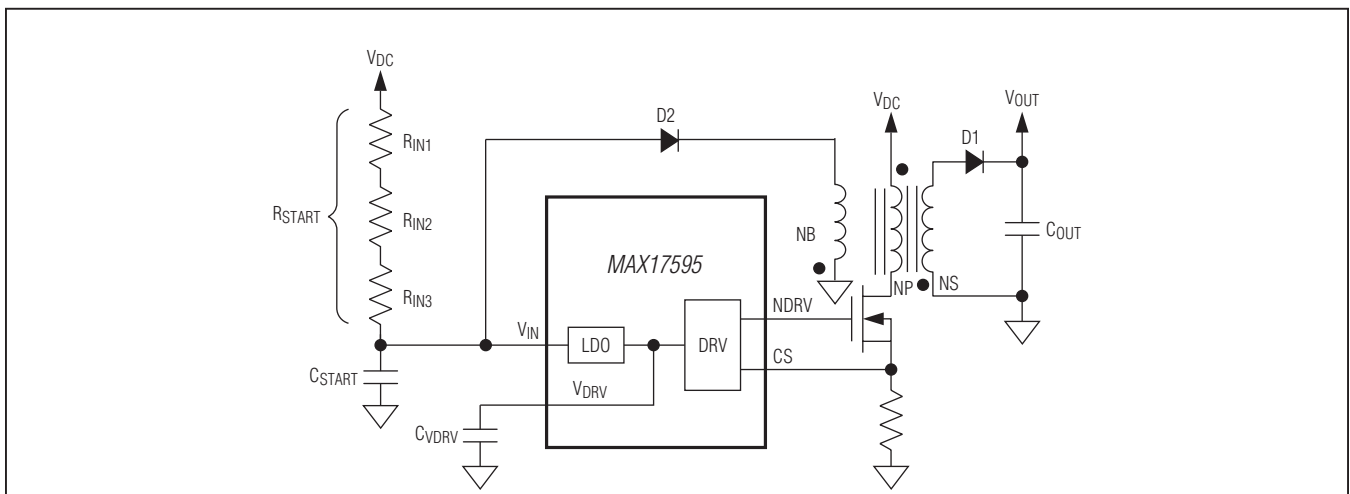 VDC
RIN1
RSTART
RIN2
RIN3
VIN
CSTART
D2
MAX17595
LDO
DRV
VDRV
CVDRV
NDRV
CS
NB
VDC
NP
NS
D1
VOUT
COUT